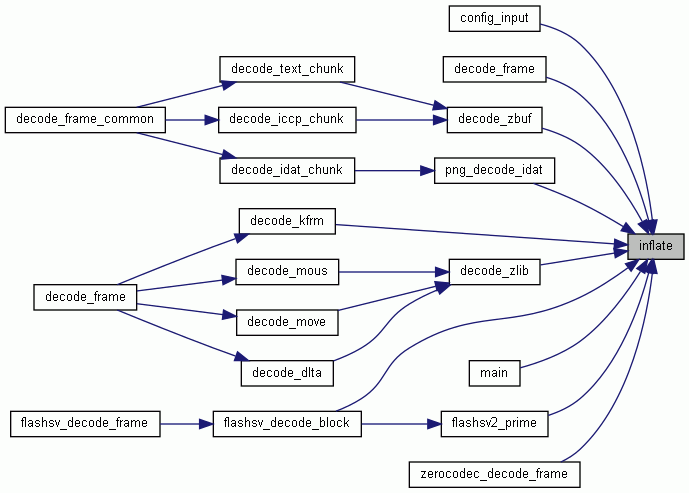 config_input
decode_text_chunk
decode_frame
decode_frame_common
decode_iccp_chunk
decode_zbuf
decode_idat_chunk
png_decode_idat
decode_kfrm
inflate
decode_mous
decode_zlib
decode_frame
decode_move
decode_dlta
main
flashsv_decode_frame
flashsv_decode_block
flashsv2_prime
zerocodec_decode_frame